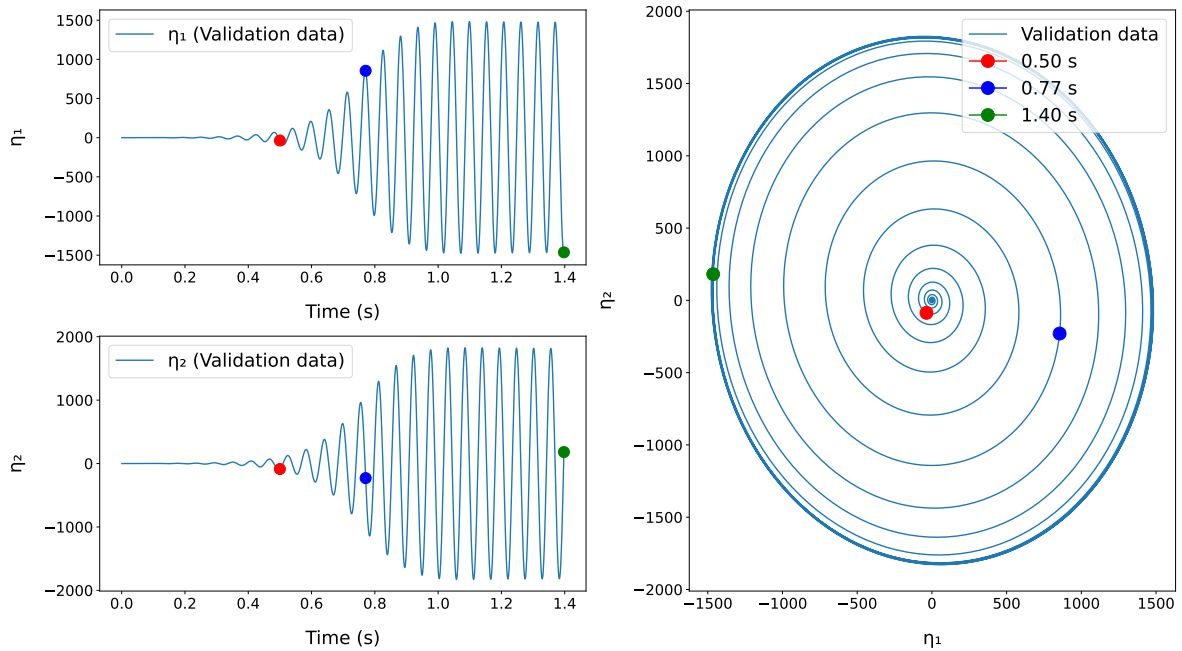 η₁ (Validation data)
1500
1000
500
0
−500
−1000
−1500
η₁
0.0 0.2 0.4 0.6 0.8 1.0 1.2 1.4
Time (s)
η₂ (Validation data)
2000
1000
0
−1000
−2000
η₂
0.0 0.2 0.4 0.6 0.8 1.0 1.2 1.4
Time (s)
Validation data
0.50 s
0.77 s
1.40 s
2000
1500
1000
500
0
−500
−1000
−1500
−2000
η₂
−1500 −1000 −500 0 500 1000 1500
η₁